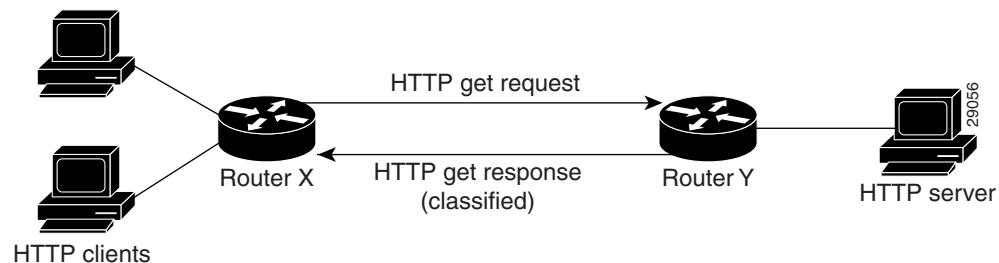 HTTP get request
29056
Router X
HTTP get response
(classified)
Router Y
HTTP server
HTTP clients